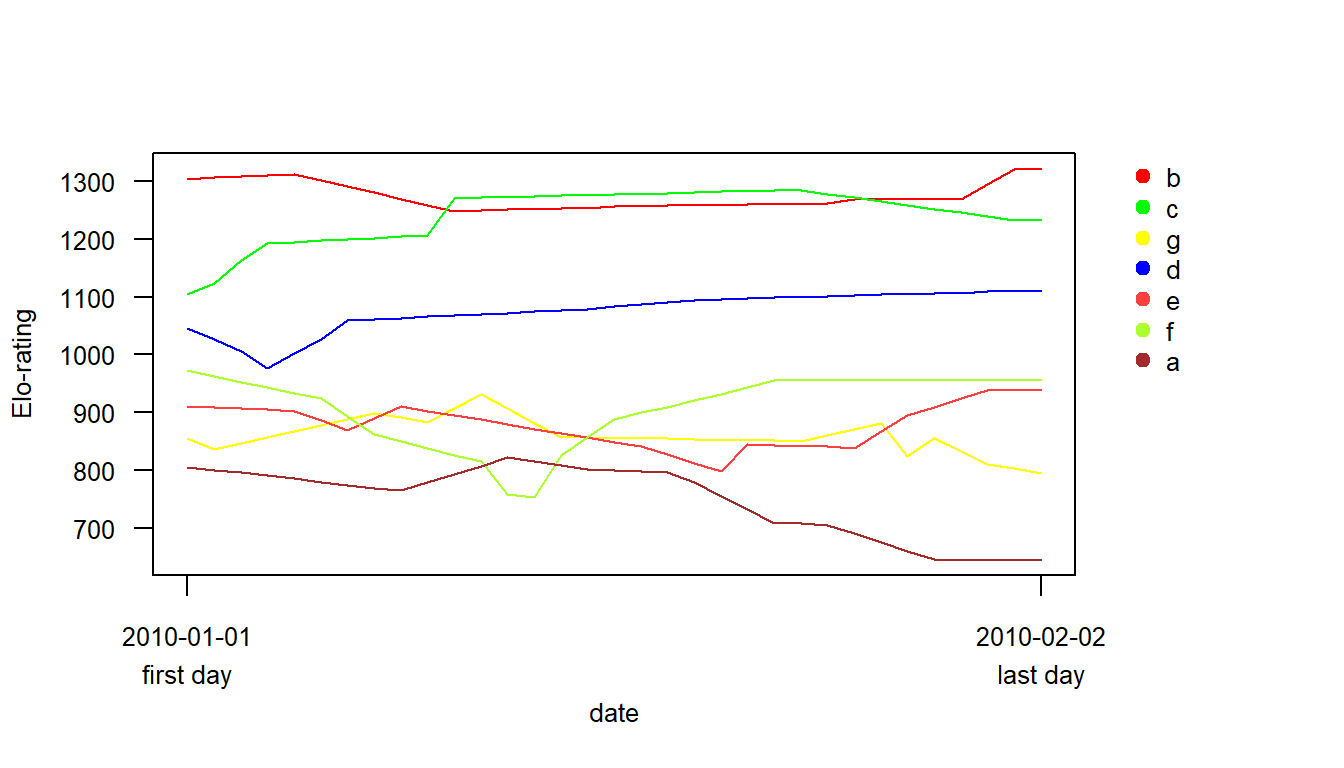 1300
1200
1100
1000
900
800
700
Elo-rating
2010-01-01
first day
2010-02-02
last day
date
b
c
g
d
e
f
a